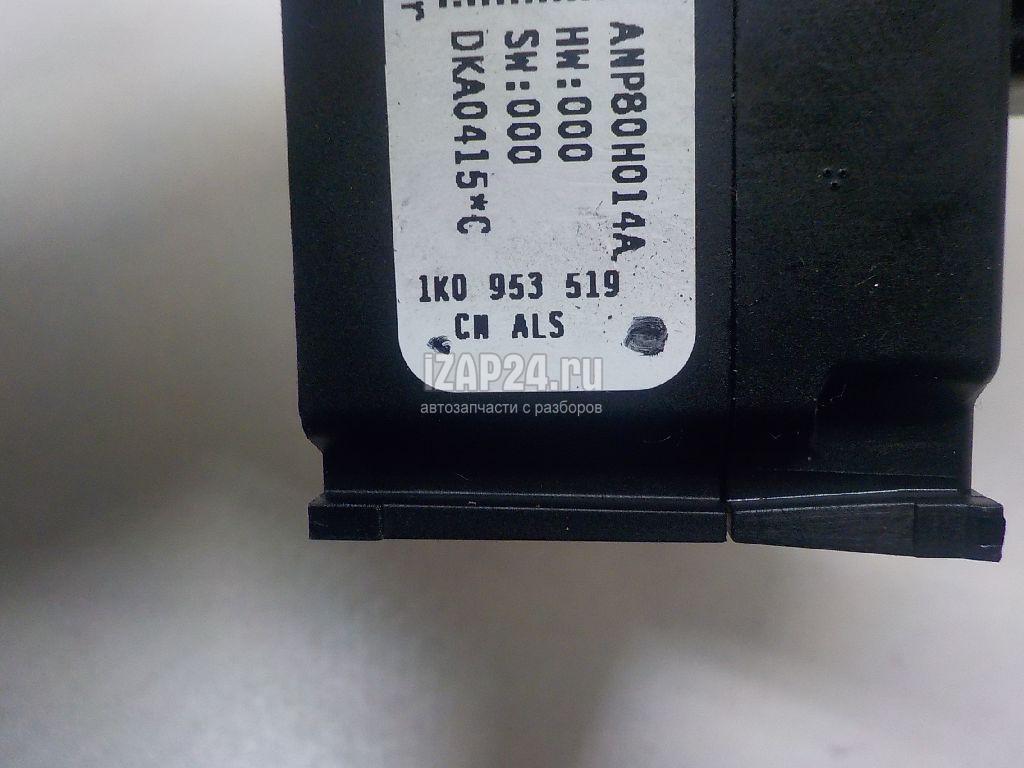 ANP80H014A
HW:000
SW:000
DKA0415*C
1K0 953 519
CN ALS
iZAP24.ru
автозапчасти с разборов